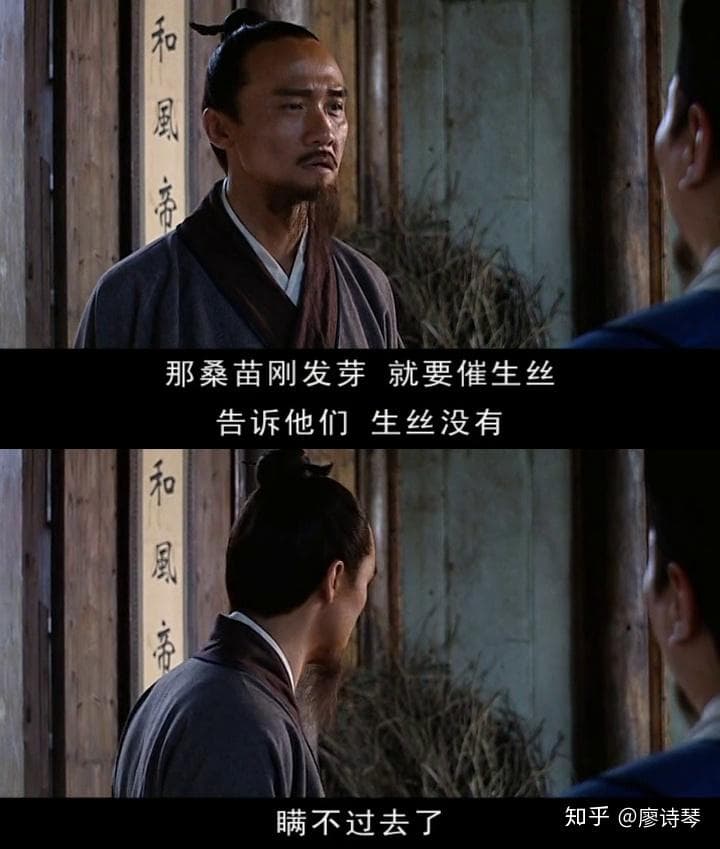 和風帝
那桑苗刚发芽 就要催生丝
告诉他们 生丝没有
和風帝
瞒不过去了
知乎 @廖诗琴